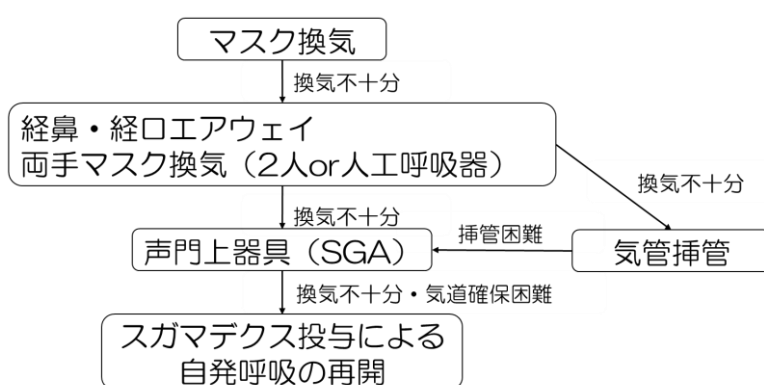 マスク換気
換気不十分
経鼻・経口エアウェイ
両手マスク換気（2人or人工呼吸器）
換気不十分
換気不十分
挿管困難
声門上器具（SGA）
気管挿管
換気不十分・気道確保困難
スガマデクス投与による
自発呼吸の再開